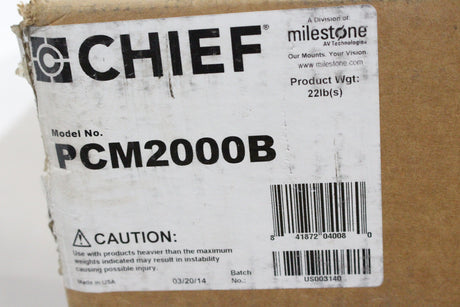 CHIEF®
A Division of
milestone
AV Technologies
Our Mounts. Your Vision
www.milestone.com
Product Wgt:
22lb(s)
Model No.
PCM2000B
8 41872 04008 0
CAUTION:
Use with products heavier than the maximum
weights indicated may result in instability
causing possible injury.
Made in USA
03/20/14
Batch
No.:
US003140